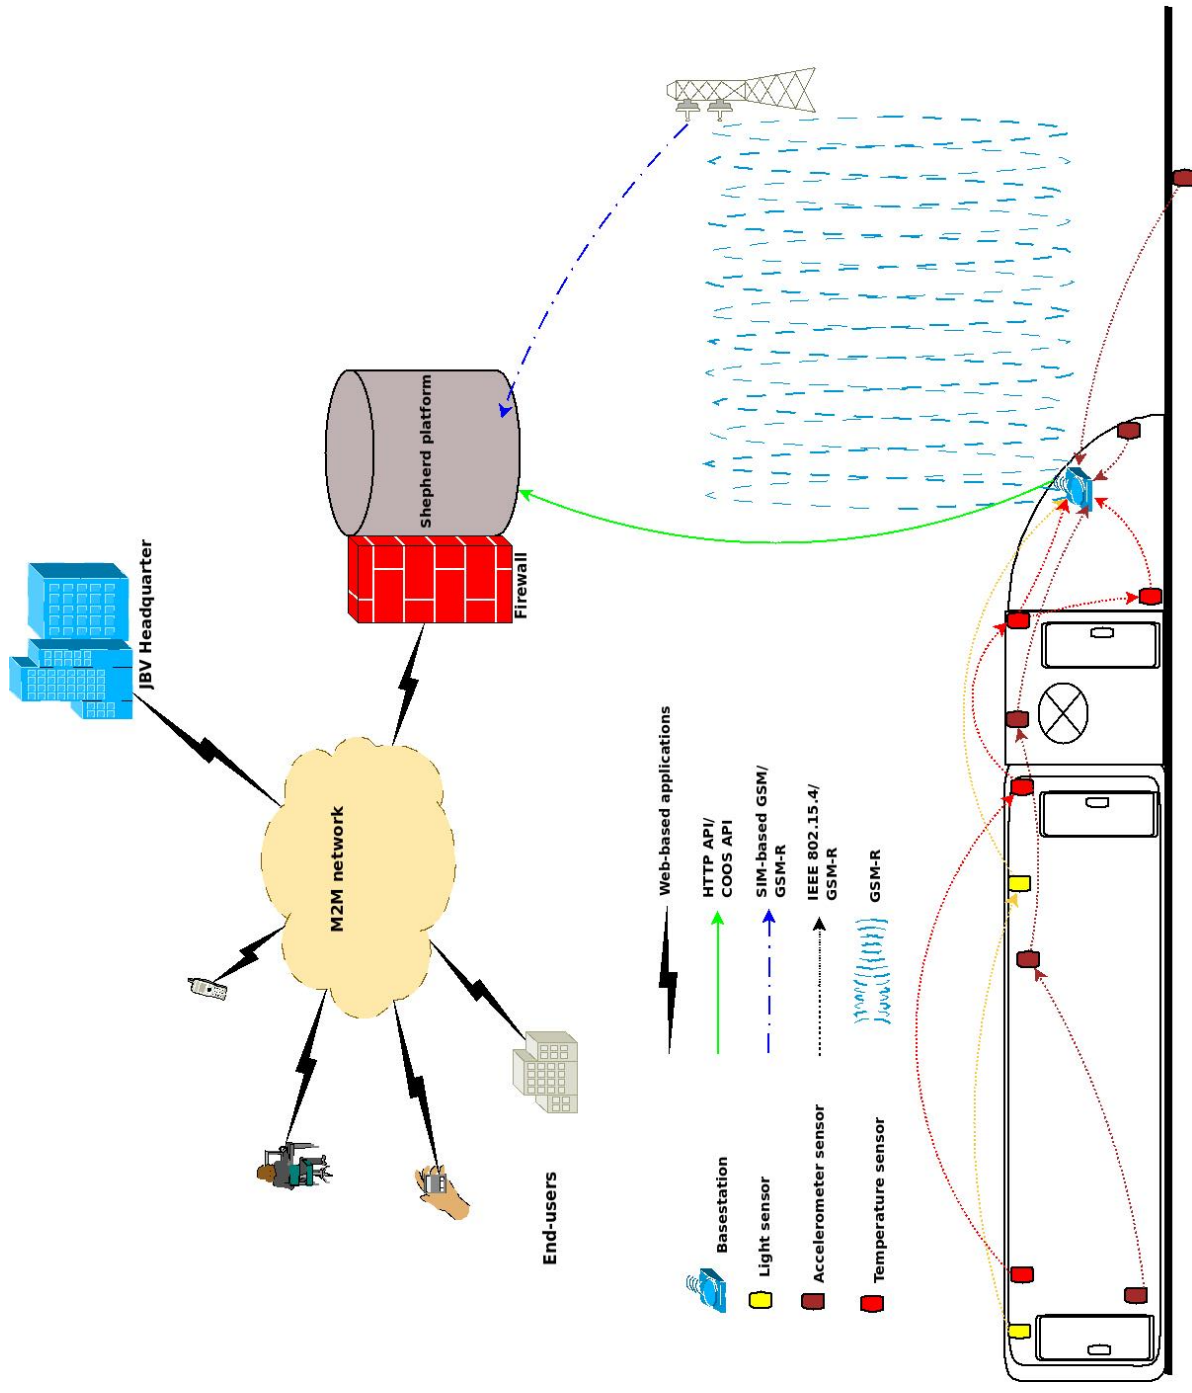 JBV Headquarter
Shepherd platform
Firewall
M2M network
End-users
Web-based applications
HTTP API/
COOS API
SIM-based GSM/
GSM-R
IEEE 802.15.4/
GSM-R
GSM-R
Basestation
Light sensor
Accelerometer sensor
Temperature sensor